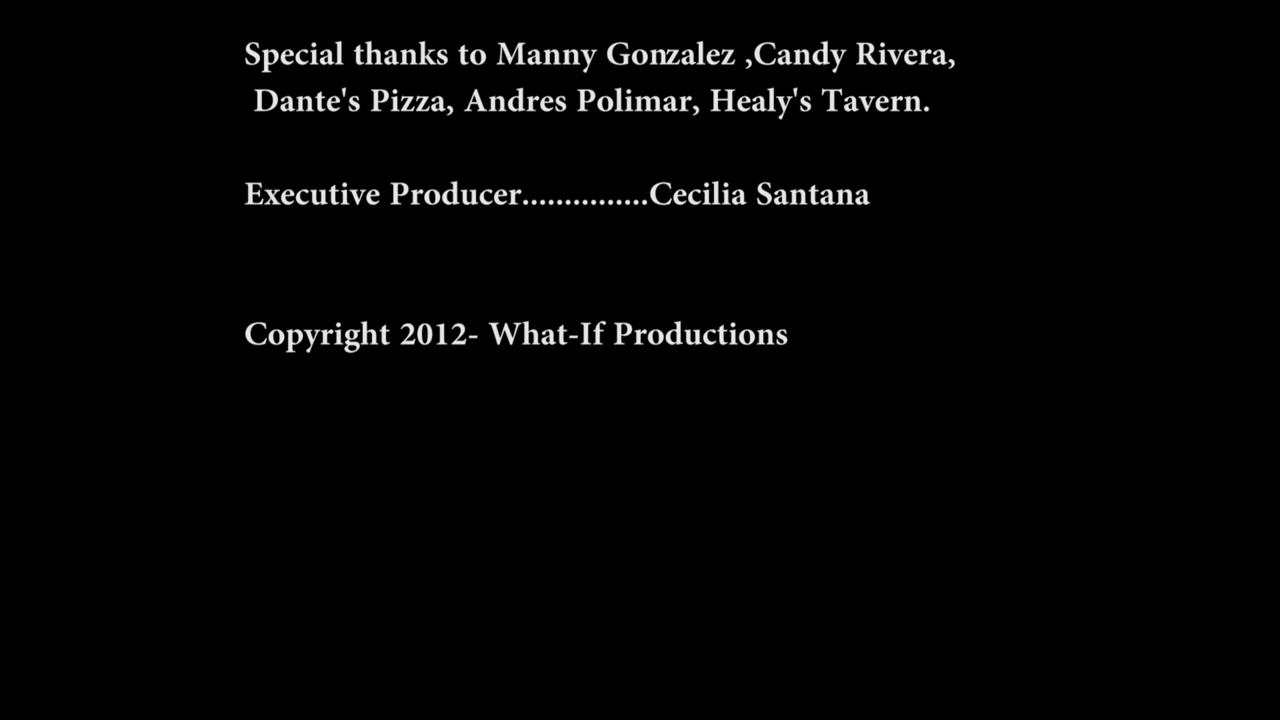 Special thanks to Manny Gonzalez ,Candy Rivera,
Dante's Pizza, Andres Polimar, Healy's Tavern.
Executive Producer...............Cecilia Santana
Copyright 2012- What-If Productions